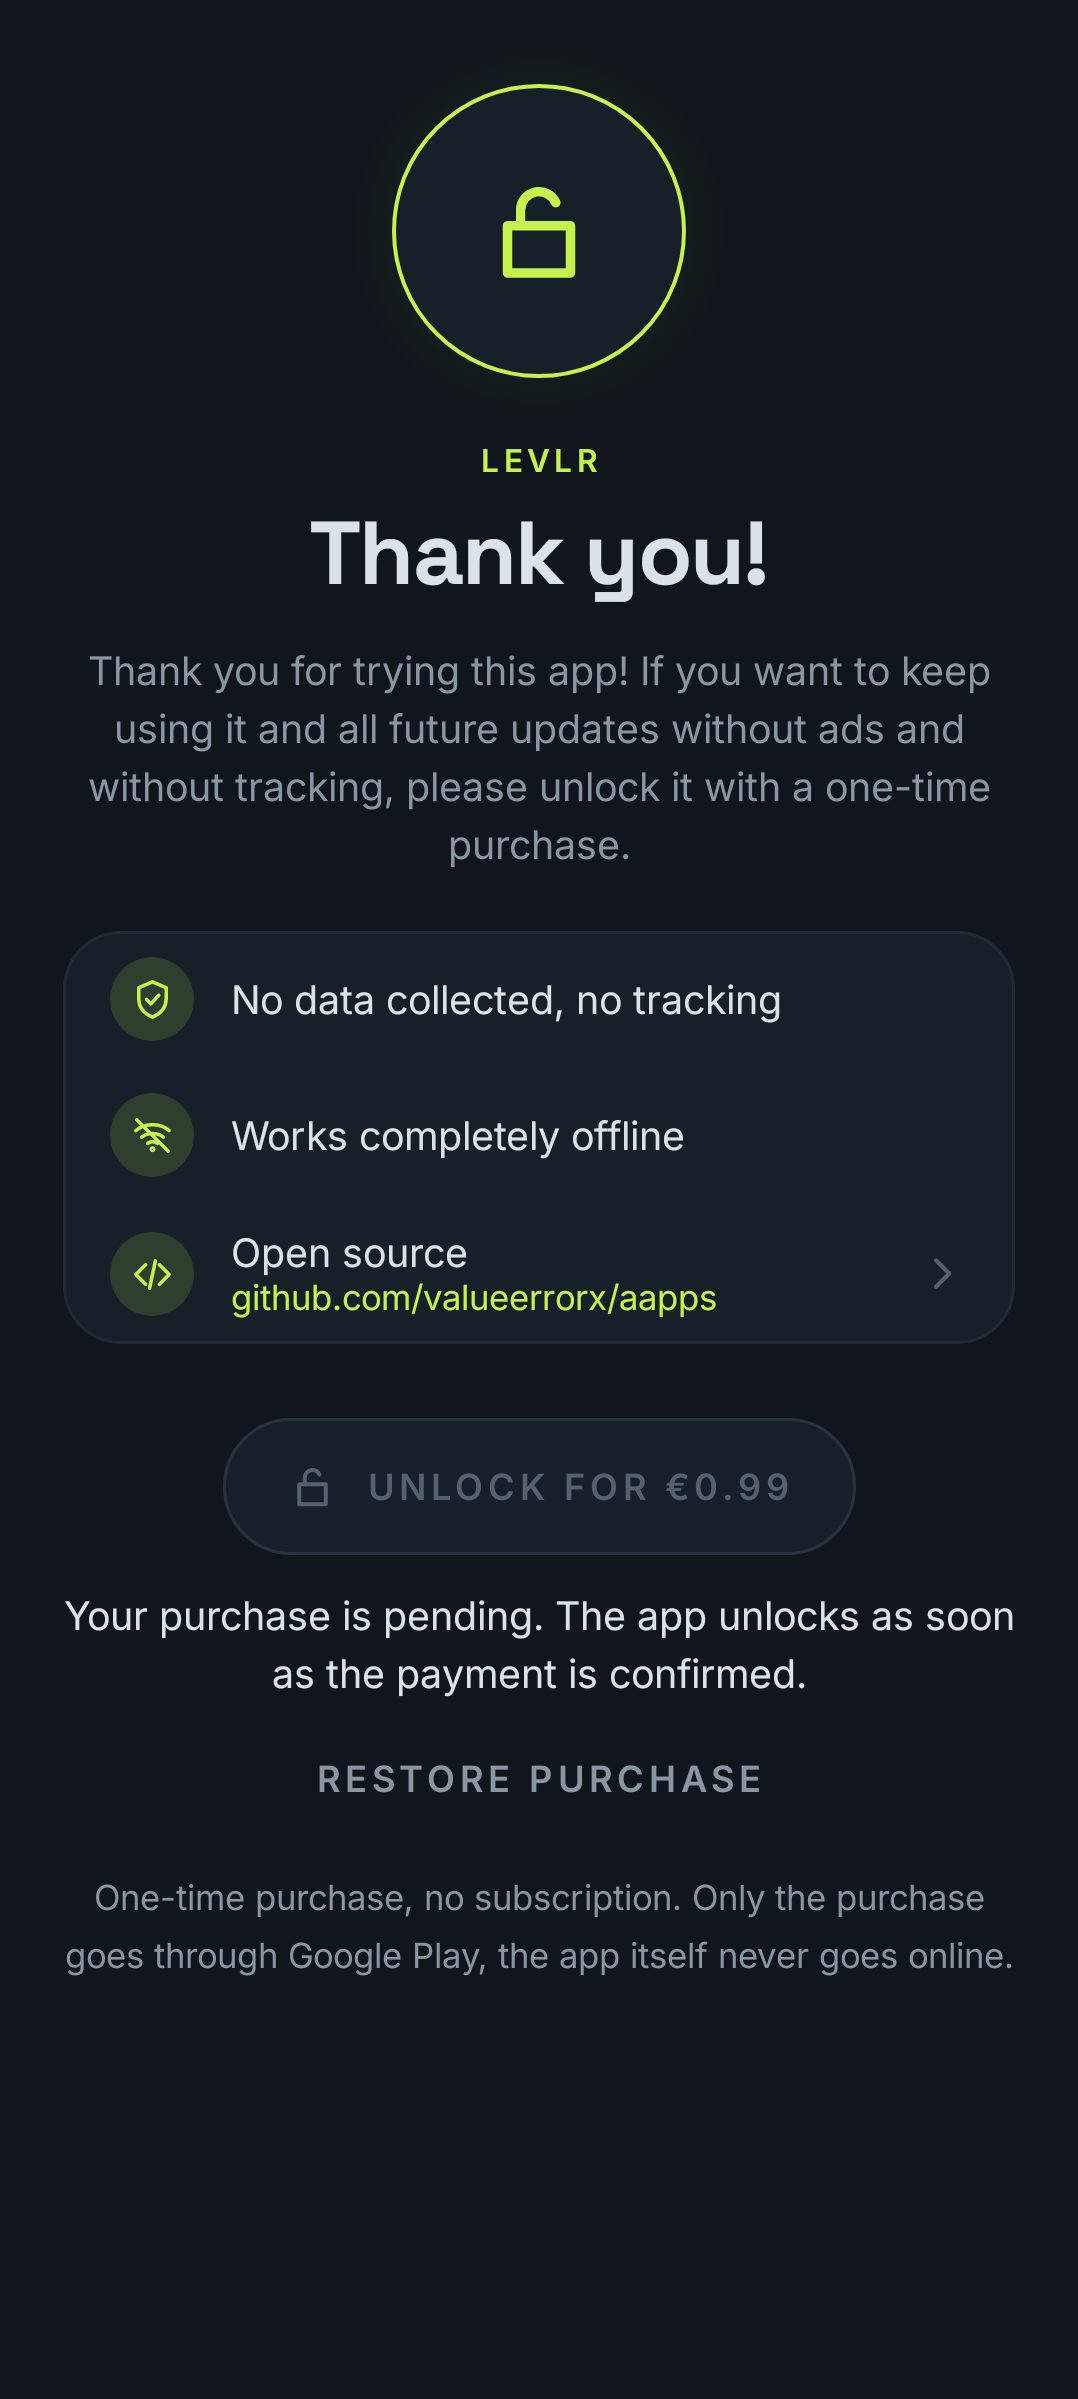 LEVLR
Thank you!
Thank you for trying this app! If you want to keep
using it and all future updates without ads and
without tracking, please unlock it with a one-time
purchase.
No data collected, no tracking
Works completely offline
Open source
github.com/valueerrorx/aapps
UNLOCK FOR €0.99
Your purchase is pending. The app unlocks as soon
as the payment is confirmed.
RESTORE PURCHASE
One-time purchase, no subscription. Only the purchase
goes through Google Play, the app itself never goes online.